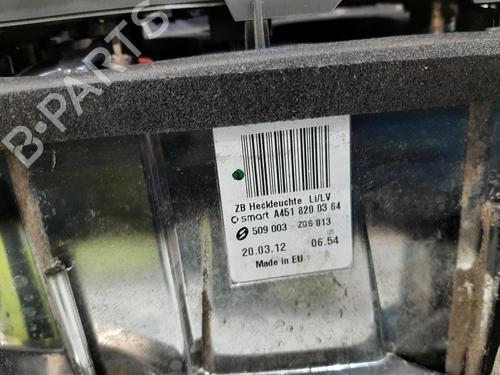 B-PARTS
ZB Heckleuchte Li/LV
smart A451 820 03 64
509 003 ZGS 013
20.03.12 06.54
Made in EU